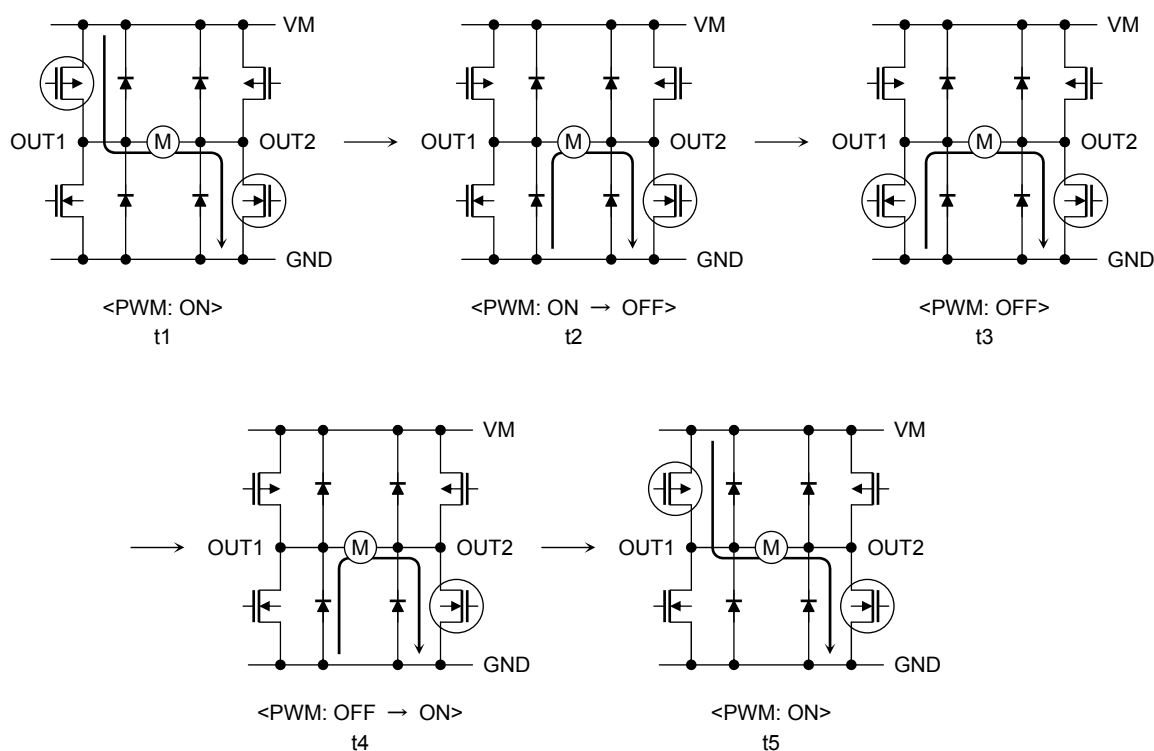 VM
OUT1 M OUT2
GND
<PWM: ON>
t1
VM
OUT1 M OUT2
GND
<PWM: ON → OFF>
t2
VM
OUT1 M OUT2
GND
<PWM: OFF>
t3
VM
OUT1 M OUT2
GND
<PWM: OFF → ON>
t4
VM
OUT1 M OUT2
GND
<PWM: ON>
t5